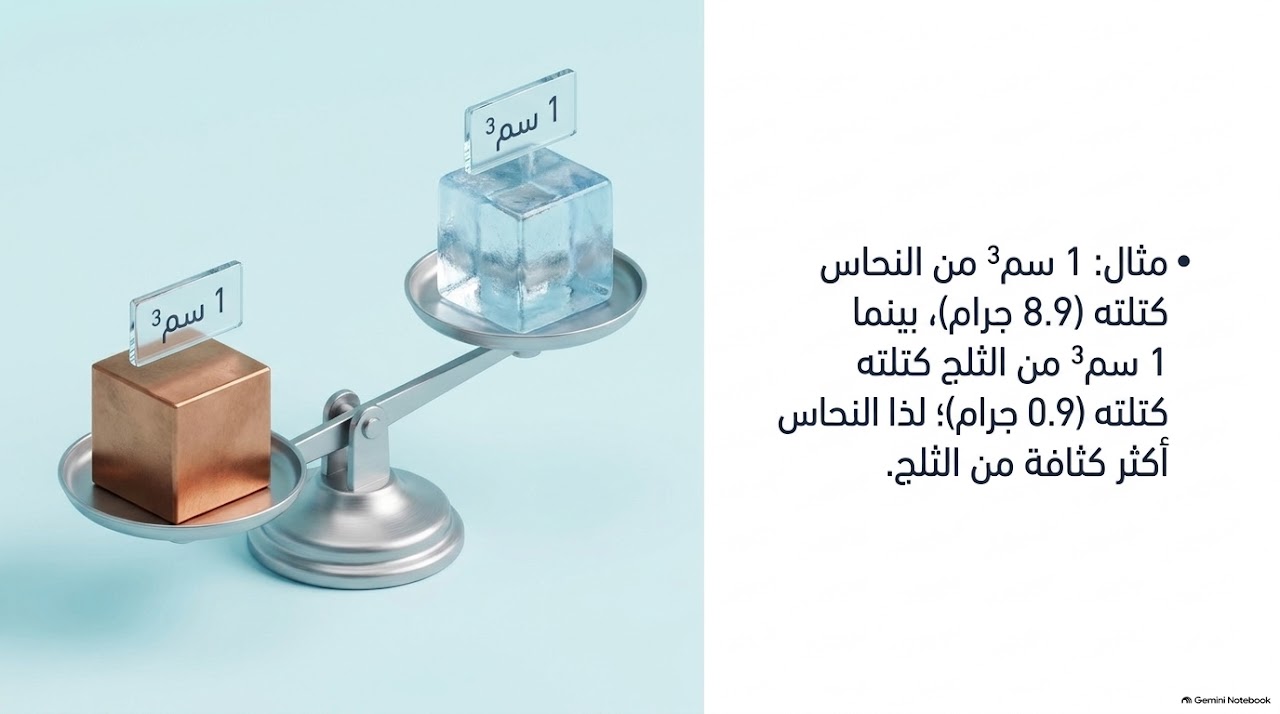 1 سم³
1 سم³
• مثال: 1 سم³ من النحاس
كتلته (8.9 جرام)، بينما
1 سم³ من الثلج كتلته
كتلته (0.9 جرام)؛ لذا النحاس
أكثر كثافة من الثلج.
Gemini Notebook